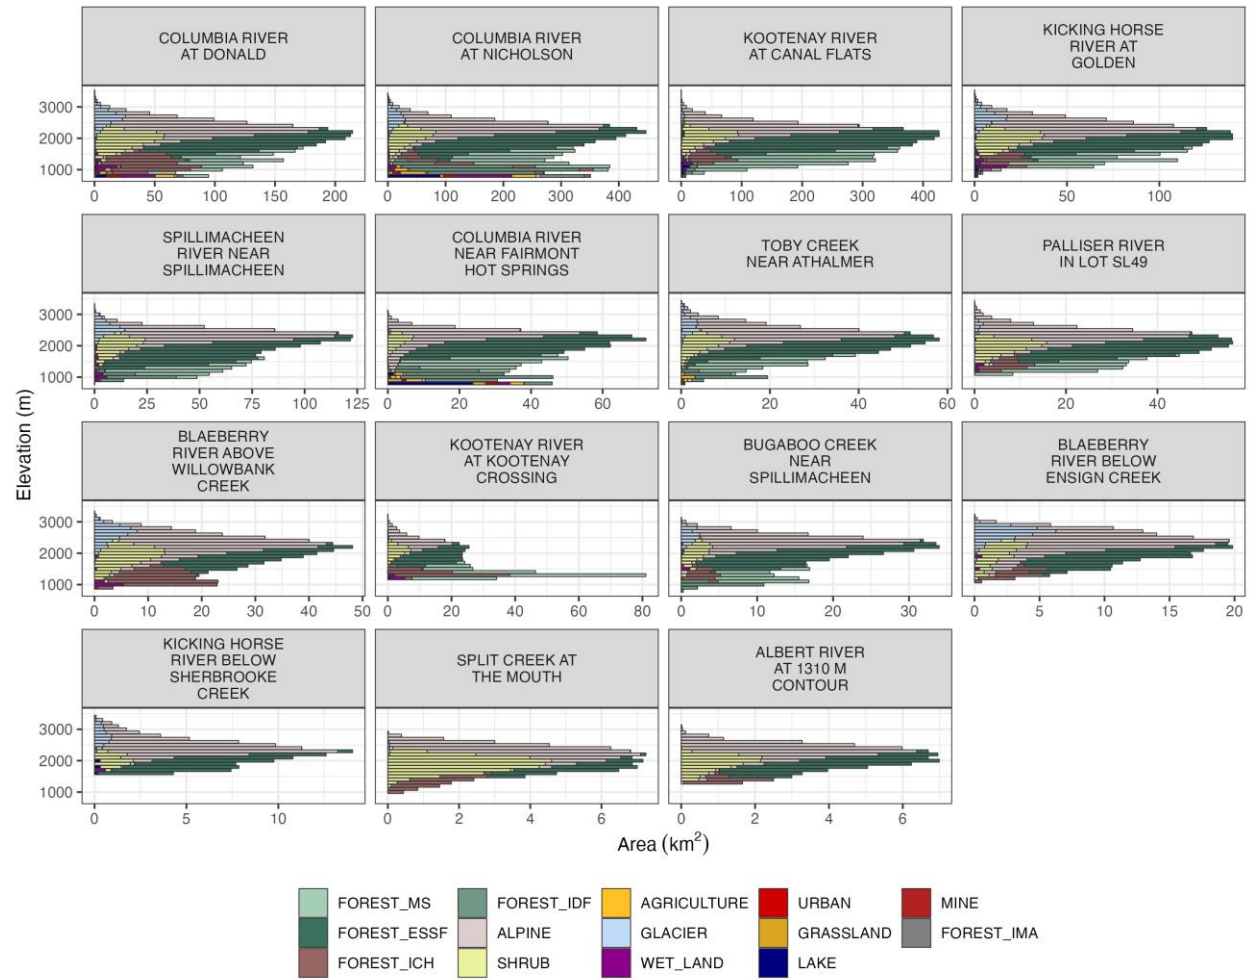 COLUMBIA RIVER
AT DONALD
COLUMBIA RIVER
AT NICHOLSON
KOOTENAY RIVER
AT CANAL FLATS
KICKING HORSE
RIVER AT
GOLDEN
3000
2000
1000
0 50 100 150 200
0 100 200 300 400
0 100 200 300 400
0 50 100
SPILLIMACHEEN
RIVER NEAR
SPILLIMACHEEN
COLUMBIA RIVER
NEAR FAIRMONT
HOT SPRINGS
TOBY CREEK
NEAR ATHALMER
PALLISER RIVER
IN LOT SL49
3000
2000
1000
0 25 50 75 100 125
0 20 40 60
0 20 40 60
0 20 40
Elevation (m)
BLAEBERRY
RIVER ABOVE
WILLOWBANK
CREEK
KOOTENAY RIVER
AT KOOTENAY
CROSSING
BUGABOO CREEK
NEAR
SPILLIMACHEEN
BLAEBERRY
RIVER BELOW
ENSIGN CREEK
3000
2000
1000
0 10 20 30 40 50
0 20 40 60 80
0 10 20 30
0 5 10 15 20
KICKING HORSE
RIVER BELOW
SHERBROOKE
CREEK
SPLIT CREEK AT
THE MOUTH
ALBERT RIVER
AT 1310 M
CONTOUR
3000
2000
1000
0 5 10
0 2 4 6
0 2 4 6
Area (km²)
FOREST_MS FOREST_IDF AGRICULTURE URBAN MINE
FOREST_ESSF ALPINE GLACIER GRASSLAND FOREST_IMA
FOREST_ICH SHRUB WET_LAND LAKE